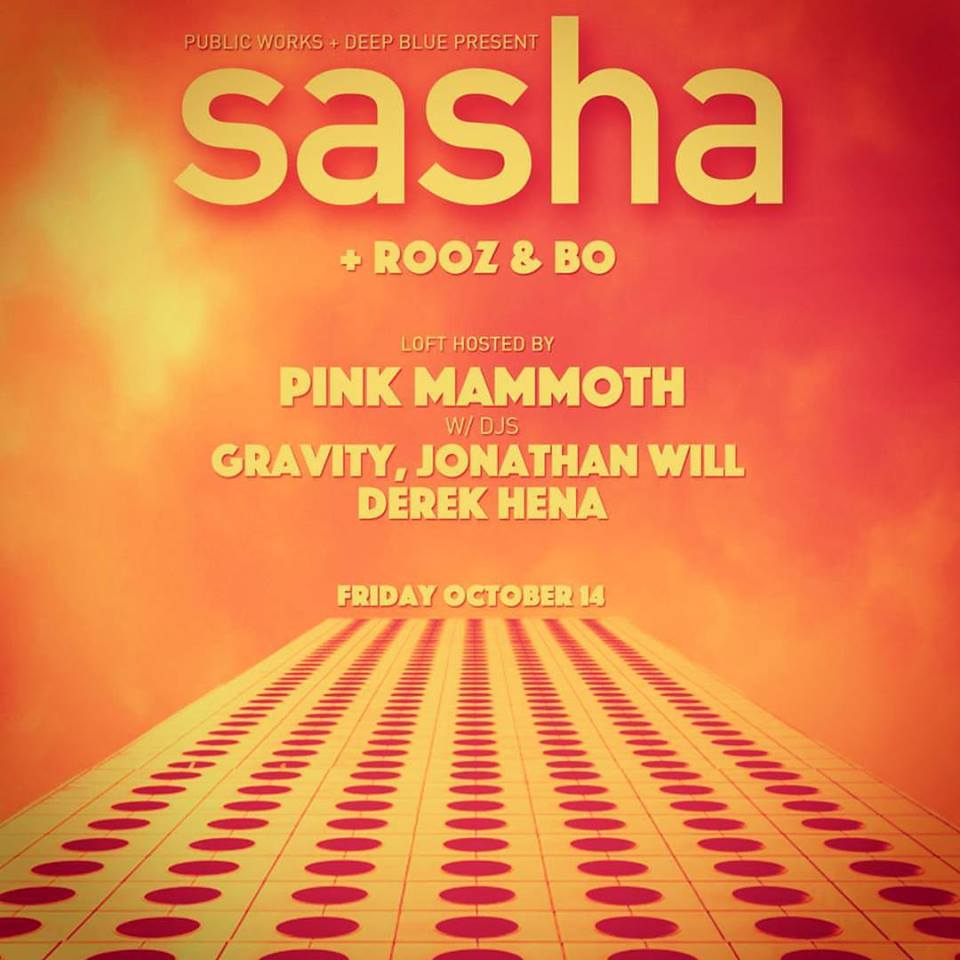 PUBLIC WORKS + DEEP BLUE PRESENT
sasha
+ ROOZ & BO
LOFT HOSTED BY
PINK MAMMOTH
W/ DJS
GRAVITY, JONATHAN WILL
DEREK HENA
FRIDAY OCTOBER 14